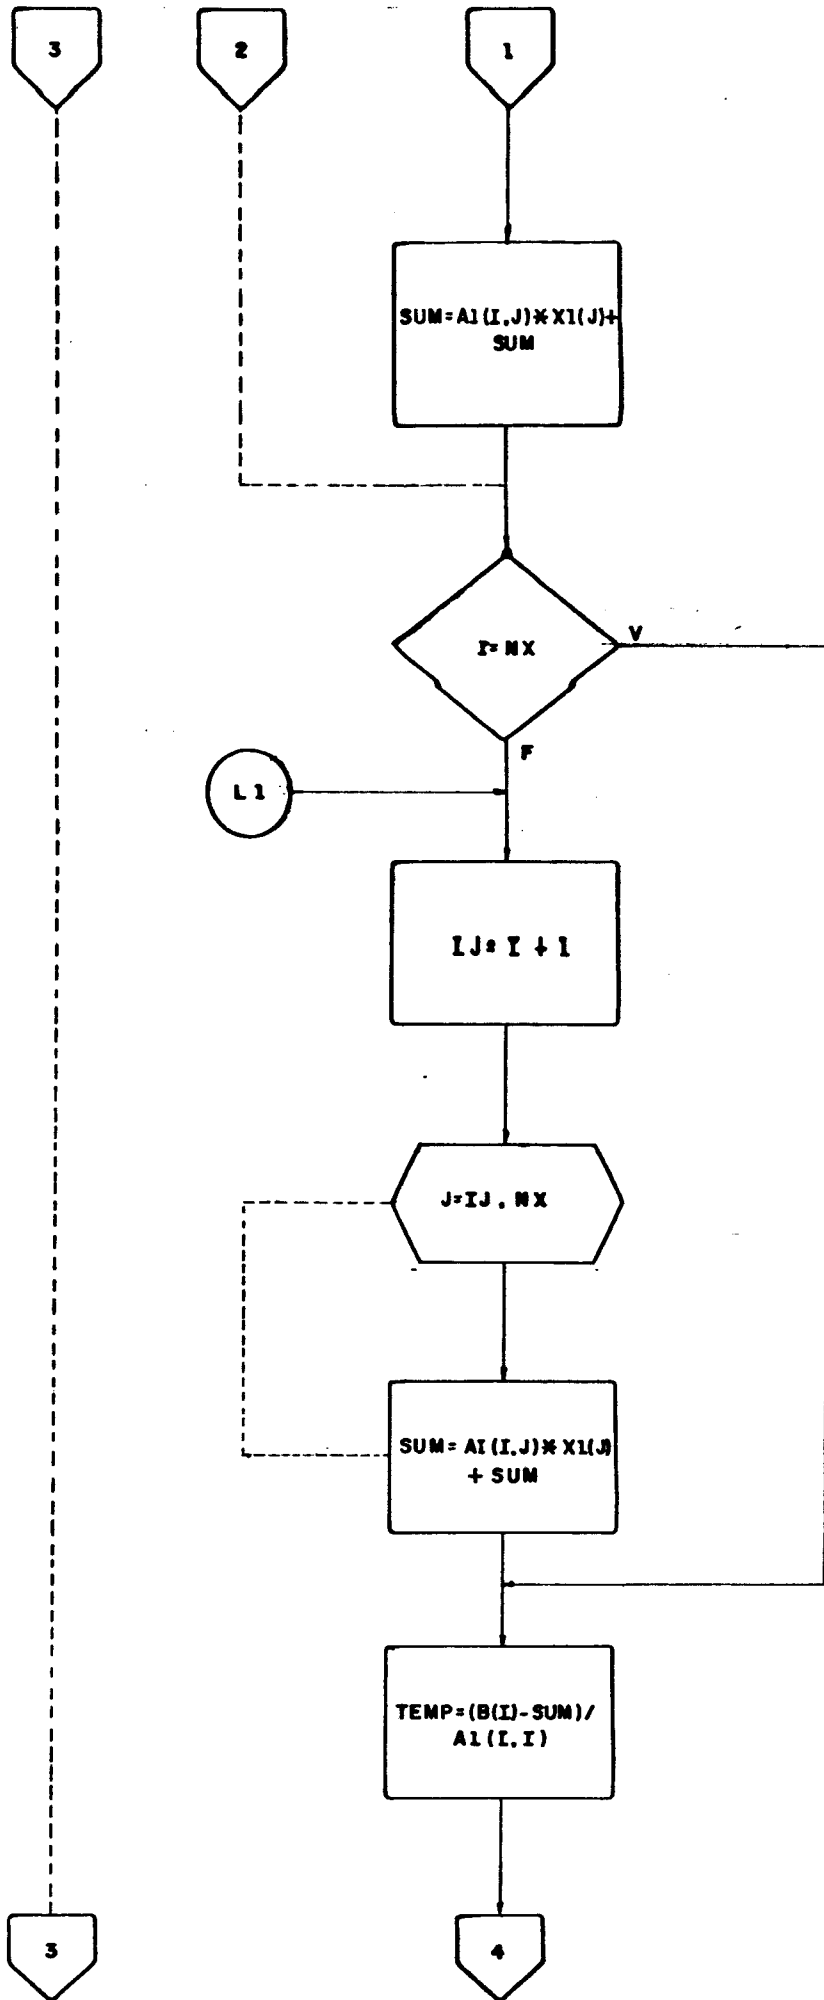 3
2
1
SUM=A1(I,J)*X1(J)+
SUM
I=NX
V
F
L1
IJ=I+1
J=IJ, NX
SUM=AI(I,J)*X1(J)
+ SUM
TEMP=(B(I)-SUM)/
A1(I,I)
3
4